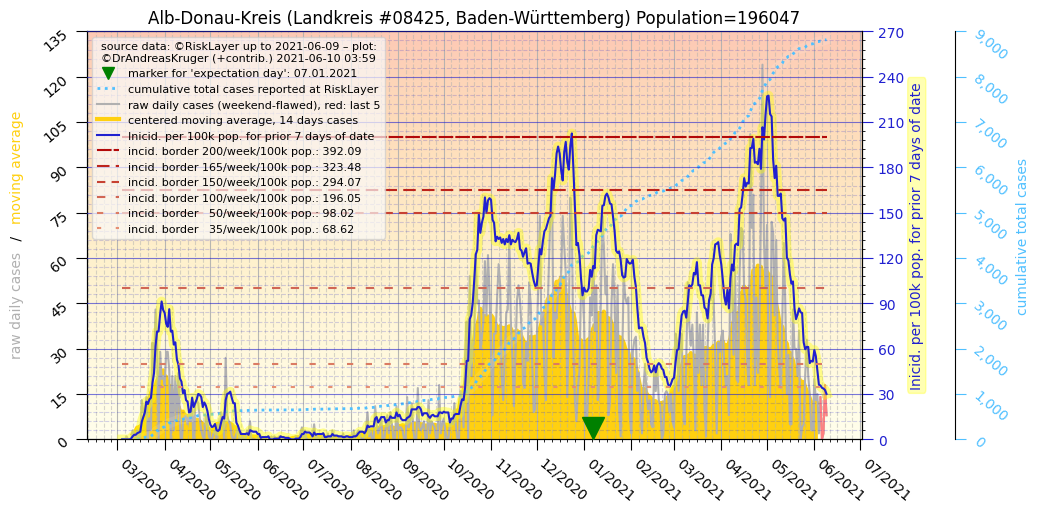 Alb-Donau-Kreis (Landkreis #08425, Baden-Württemberg) Population=196047
source data: ©RiskLayer up to 2021-06-09 – plot:
©DrAndreasKruger (+contrib.) 2021-06-10 03:59
marker for 'expectation day': 07.01.2021
cumulative total cases reported at RiskLayer
raw daily cases (weekend-flawed), red: last 5
centered moving average, 14 days cases
Inicid. per 100k pop. for prior 7 days of date
incid. border 200/week/100k pop.: 392.09
incid. border 165/week/100k pop.: 323.48
incid. border 150/week/100k pop.: 294.07
incid. border 100/week/100k pop.: 196.05
incid. border 50/week/100k pop.: 98.02
incid. border 35/week/100k pop.: 68.62
raw daily cases / moving average
135
120
105
90
75
60
45
30
15
0
270
240
210
180
150
120
90
60
30
0
Inicid. per 100k pop. for prior 7 days of date
9,000
8,000
7,000
6,000
5,000
4,000
3,000
2,000
1,000
0
cumulative total cases
03/2020
04/2020
05/2020
06/2020
07/2020
08/2020
09/2020
10/2020
11/2020
12/2020
01/2021
02/2021
03/2021
04/2021
05/2021
06/2021
07/2021